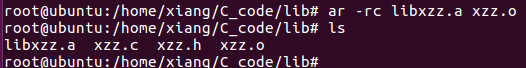 root@ubuntu:/home/xiang/C_code/lib# ar -rc libxzz.a xzz.o
root@ubuntu:/home/xiang/C_code/lib# ls
libxzz.a  xzz.c  xzz.h  xzz.o
root@ubuntu:/home/xiang/C_code/lib#